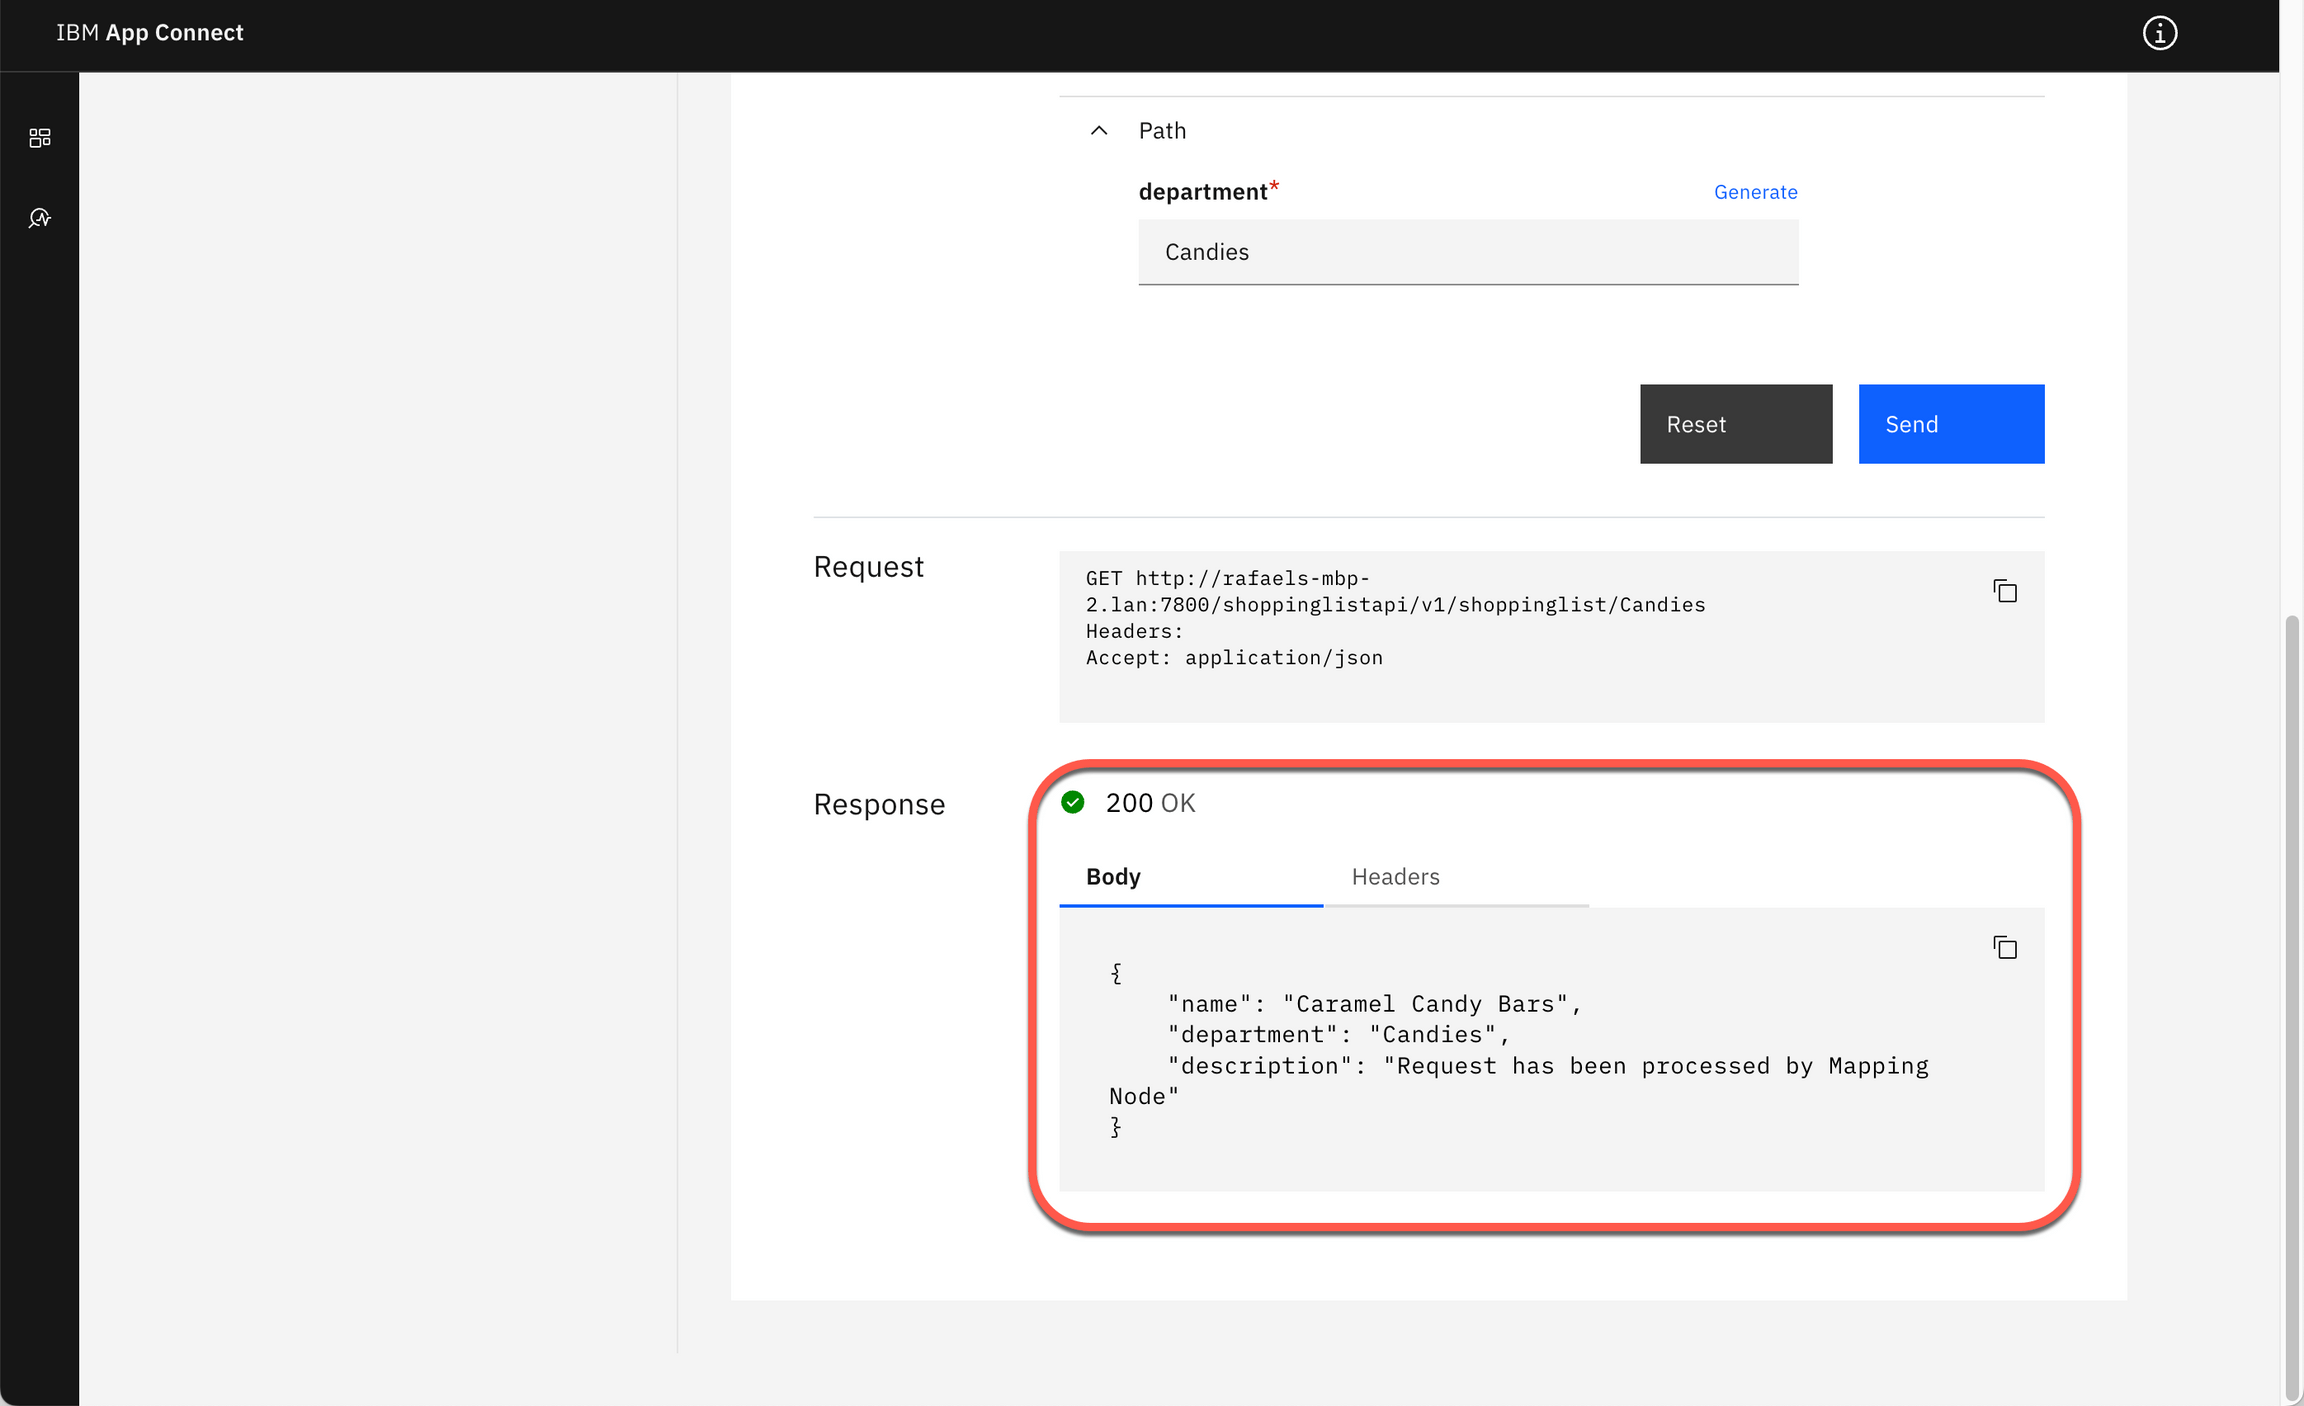 IBM App Connect
Path
department*
Generate
Candies
Reset
Send
Request
GET http://rafaels-mbp-
2.lan:7800/shoppinglistapi/v1/shoppinglist/Candies
Headers:
Accept: application/json
Response
200 OK
Body
Headers
{
"name": "Caramel Candy Bars",
"department": "Candies",
"description": "Request has been processed by Mapping
Node"
}